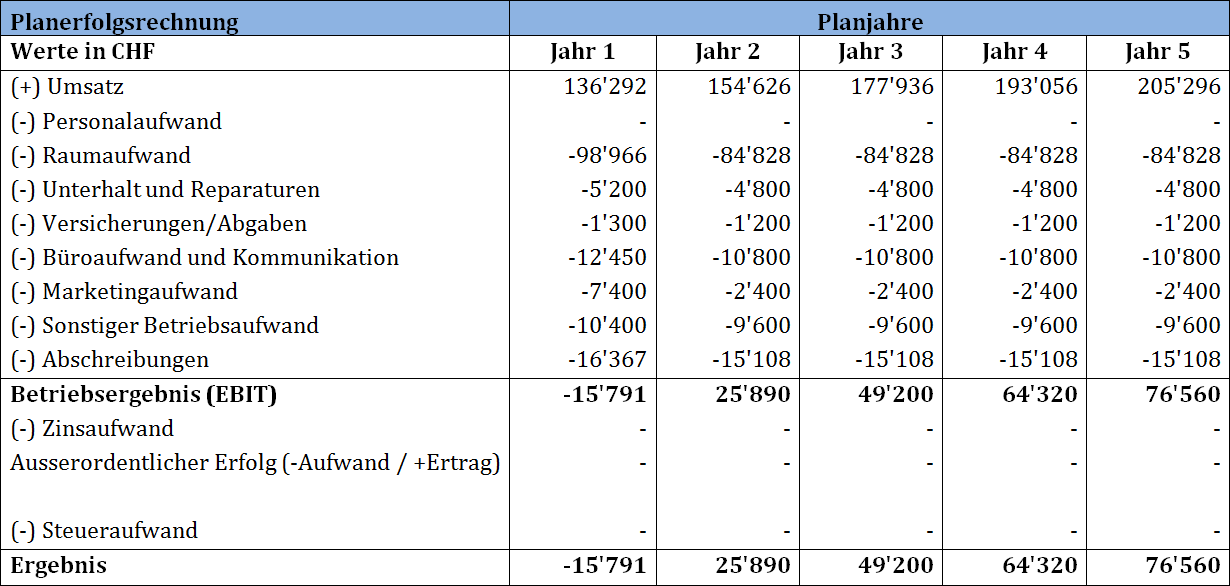 Planerfolgsrechnung Planjahre
Werte in CHF Jahr 1 Jahr 2 Jahr 3 Jahr 4 Jahr 5
(+) Umsatz 136'292 154'626 177'936 193'056 205'296
(-) Personalaufwand - - - - -
(-) Raumaufwand -98'966 -84'828 -84'828 -84'828 -84'828
(-) Unterhalt und Reparaturen -5'200 -4'800 -4'800 -4'800 -4'800
(-) Versicherungen/Abgaben -1'300 -1'200 -1'200 -1'200 -1'200
(-) Büroaufwand und Kommunikation -12'450 -10'800 -10'800 -10'800 -10'800
(-) Marketingaufwand -7'400 -2'400 -2'400 -2'400 -2'400
(-) Sonstiger Betriebsaufwand -10'400 -9'600 -9'600 -9'600 -9'600
(-) Abschreibungen -16'367 -15'108 -15'108 -15'108 -15'108
Betriebsergebnis (EBIT) -15'791 25'890 49'200 64'320 76'560
(-) Zinsaufwand - - - - -
Ausserordentlicher Erfolg (-Aufwand / +Ertrag) - - - - -
(-) Steueraufwand - - - - -
Ergebnis -15'791 25'890 49'200 64'320 76'560